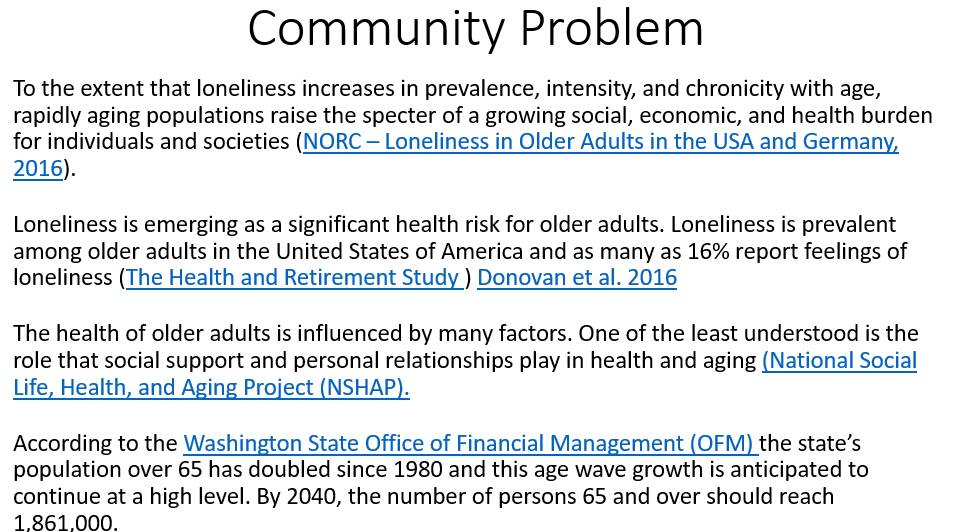 Community Problem
To the extent that loneliness increases in prevalence, intensity, and chronicity with age,
rapidly aging populations raise the specter of a growing social, economic, and health burden
for individuals and societies (NORC – Loneliness in Older Adults in the USA and Germany,
2016).
Loneliness is emerging as a significant health risk for older adults. Loneliness is prevalent
among older adults in the United States of America and as many as 16% report feelings of
loneliness (The Health and Retirement Study ) Donovan et al. 2016
The health of older adults is influenced by many factors. One of the least understood is the
role that social support and personal relationships play in health and aging (National Social
Life, Health, and Aging Project (NSHAP).
According to the Washington State Office of Financial Management (OFM) the state’s
population over 65 has doubled since 1980 and this age wave growth is anticipated to
continue at a high level. By 2040, the number of persons 65 and over should reach
1,861,000.